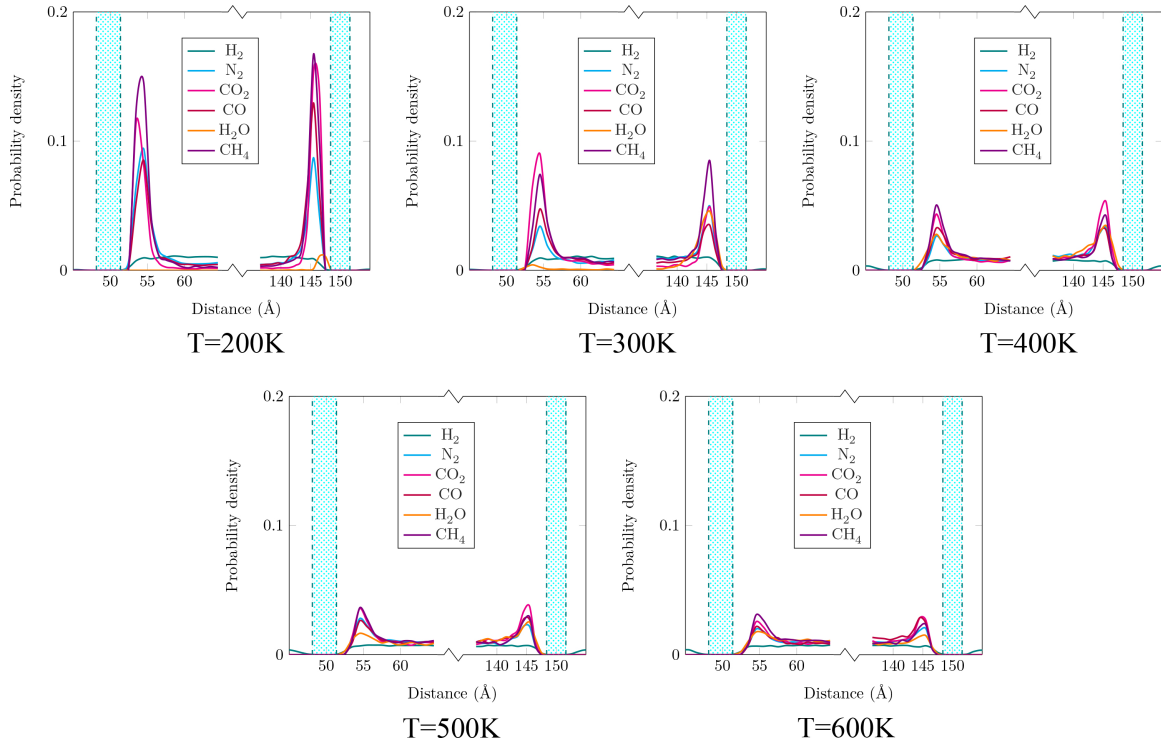 0.2
0.1
0
Probability density
H₂
N₂
CO₂
CO
H₂O
CH₄
50 55 60 140 145 150
Distance (Å)
T=200K
0.2
0.1
0
Probability density
H₂
N₂
CO₂
CO
H₂O
CH₄
50 55 60 140 145 150
Distance (Å)
T=300K
0.2
0.1
0
Probability density
H₂
N₂
CO₂
CO
H₂O
CH₄
50 55 60 140 145 150
Distance (Å)
T=400K
0.2
0.1
0
Probability density
H₂
N₂
CO₂
CO
H₂O
CH₄
50 55 60 140 145 150
Distance (Å)
T=500K
0.2
0.1
0
Probability density
H₂
N₂
CO₂
CO
H₂O
CH₄
50 55 60 140 145 150
Distance (Å)
T=600K